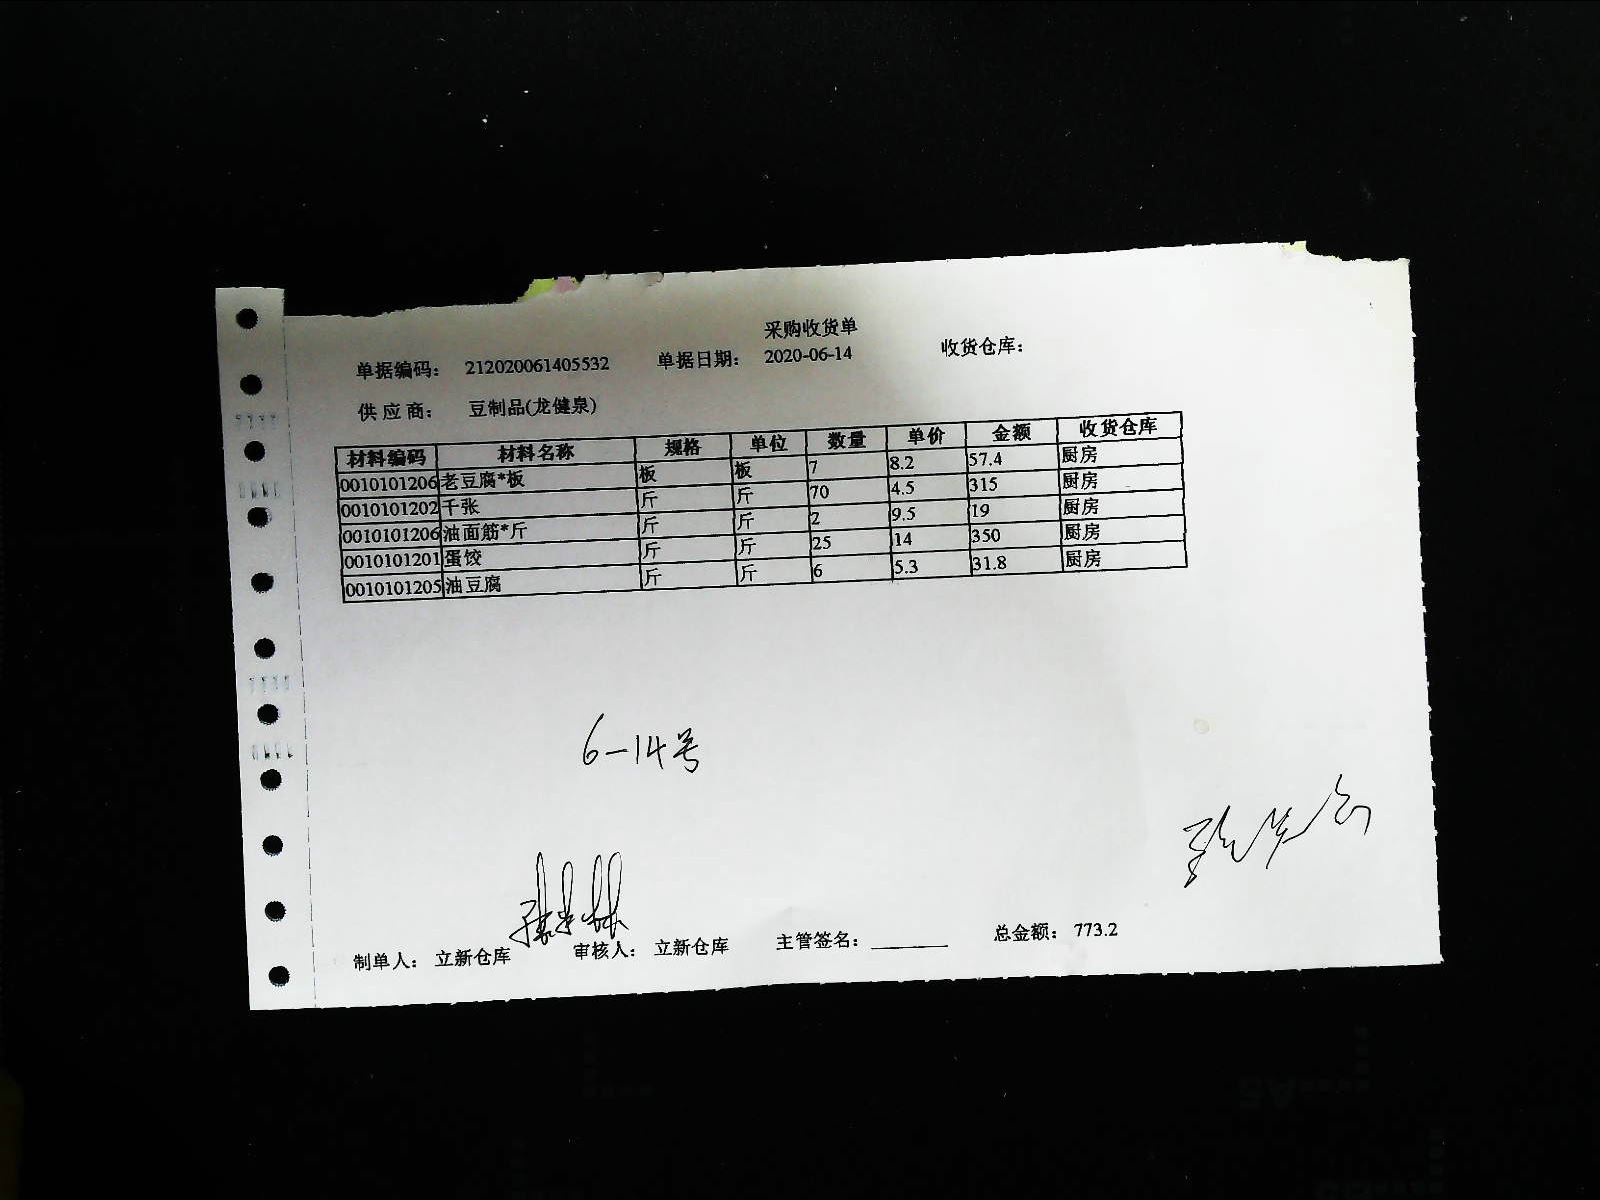 采购收货单
单据编码： 212020061405532 单据日期： 2020-06-14 收货仓库：
供应商： 豆制品(龙健泉)
材料编码 材料名称 规格 单位 数量 单价 金额 收货仓库
0010101206 老豆腐*板 板 板 7 8.2 57.4 厨房
0010101202 千张 斤 斤 70 4.5 315 厨房
0010101206 油面筋*斤 斤 斤 2 9.5 19 厨房
0010101201 蛋饺 斤 斤 25 14 350 厨房
0010101205 油豆腐 斤 斤 6 5.3 31.8 厨房
6-14号
制单人： 立新仓库 审核人： 立新仓库 主管签名： 总金额： 773.2